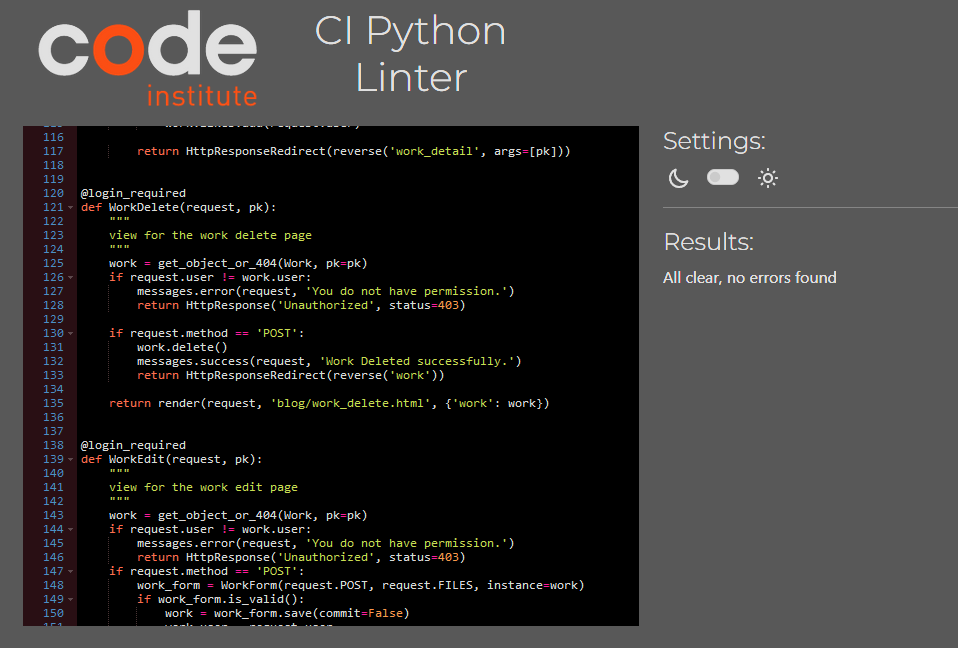 code
institute
CI Python
Linter
116
117 return HttpResponseRedirect(reverse('work_detail', args=[pk]))
118
119
120 @login_required
121 def WorkDelete(request, pk):
122 """
123 view for the work delete page
124 """
125 work = get_object_or_404(Work, pk=pk)
126 if request.user != work.user:
127 messages.error(request, 'You do not have permission.')
128 return HttpResponse('Unauthorized', status=403)
129
130 if request.method == 'POST':
131 work.delete()
132 messages.success(request, 'Work Deleted successfully.')
133 return HttpResponseRedirect(reverse('work'))
134
135 return render(request, 'blog/work_delete.html', {'work': work})
136
137
138 @login_required
139 def WorkEdit(request, pk):
140 """
141 view for the work edit page
142 """
143 work = get_object_or_404(Work, pk=pk)
144 if request.user != work.user:
145 messages.error(request, 'You do not have permission.')
146 return HttpResponse('Unauthorized', status=403)
147 if request.method == 'POST':
148 work_form = WorkForm(request.POST, request.FILES, instance=work)
149 if work_form.is_valid():
150 work = work_form.save(commit=False)
Settings:
Results:
All clear, no errors found